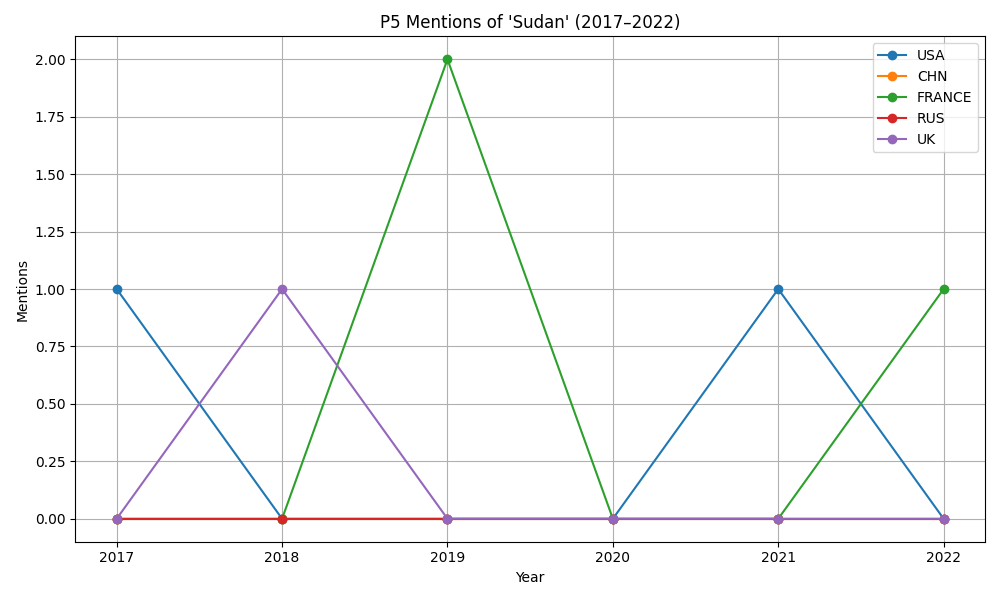 P5 Mentions of 'Sudan' (2017–2022)
USA
CHN
FRANCE
RUS
UK
2.00
1.75
1.50
1.25
1.00
0.75
0.50
0.25
0.00
Mentions
2017 2018 2019 2020 2021 2022
Year